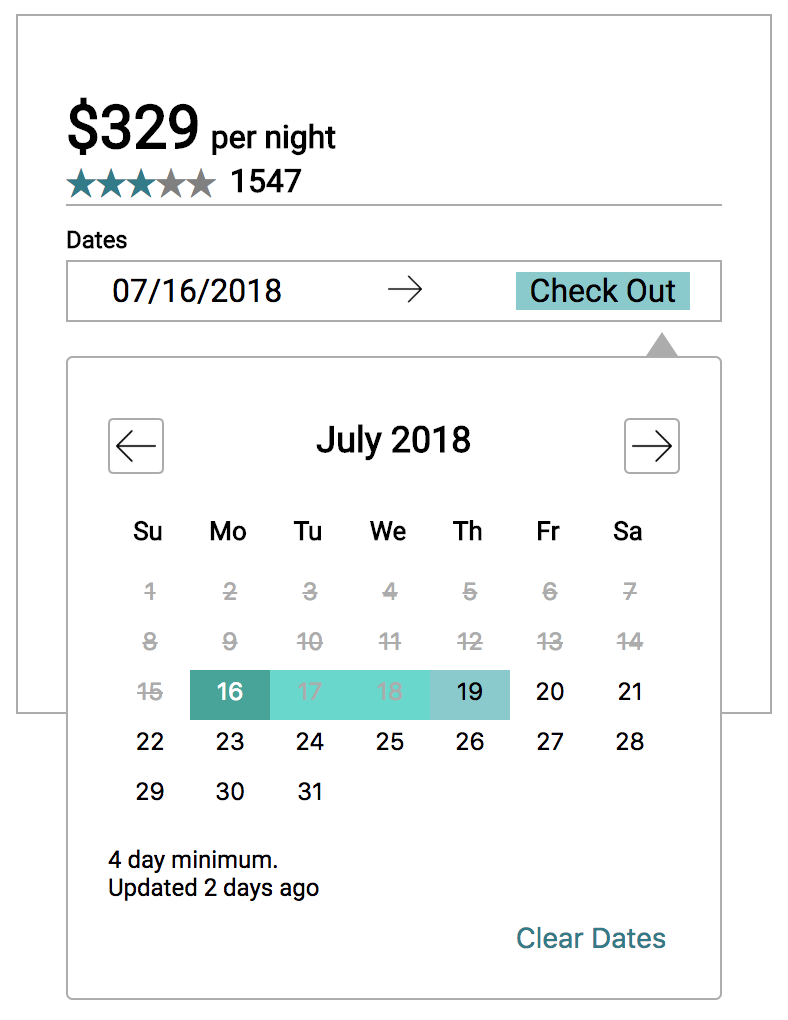 $329 per night
1547
Dates
07/16/2018 Check Out
July 2018
Su Mo Tu We Th Fr Sa
1 2 3 4 5 6 7
8 9 10 11 12 13 14
15 16 17 18 19 20 21
22 23 24 25 26 27 28
29 30 31
4 day minimum.
Updated 2 days ago
Clear Dates